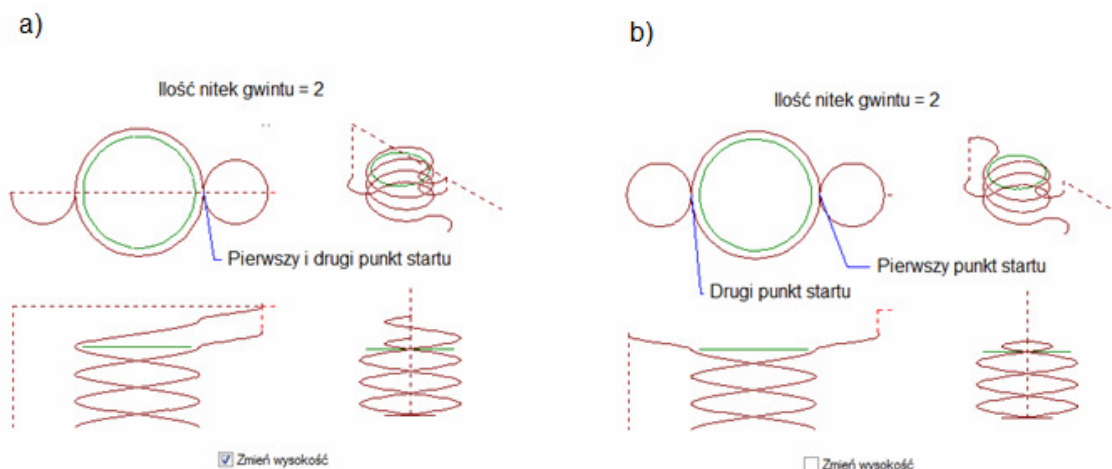 a)
Ilość nitek gwintu = 2
Pierwszy i drugi punkt startu
Zmień wysokość
b)
Ilość nitek gwintu = 2
Pierwszy punkt startu
Drugi punkt startu
Zmień wysokość